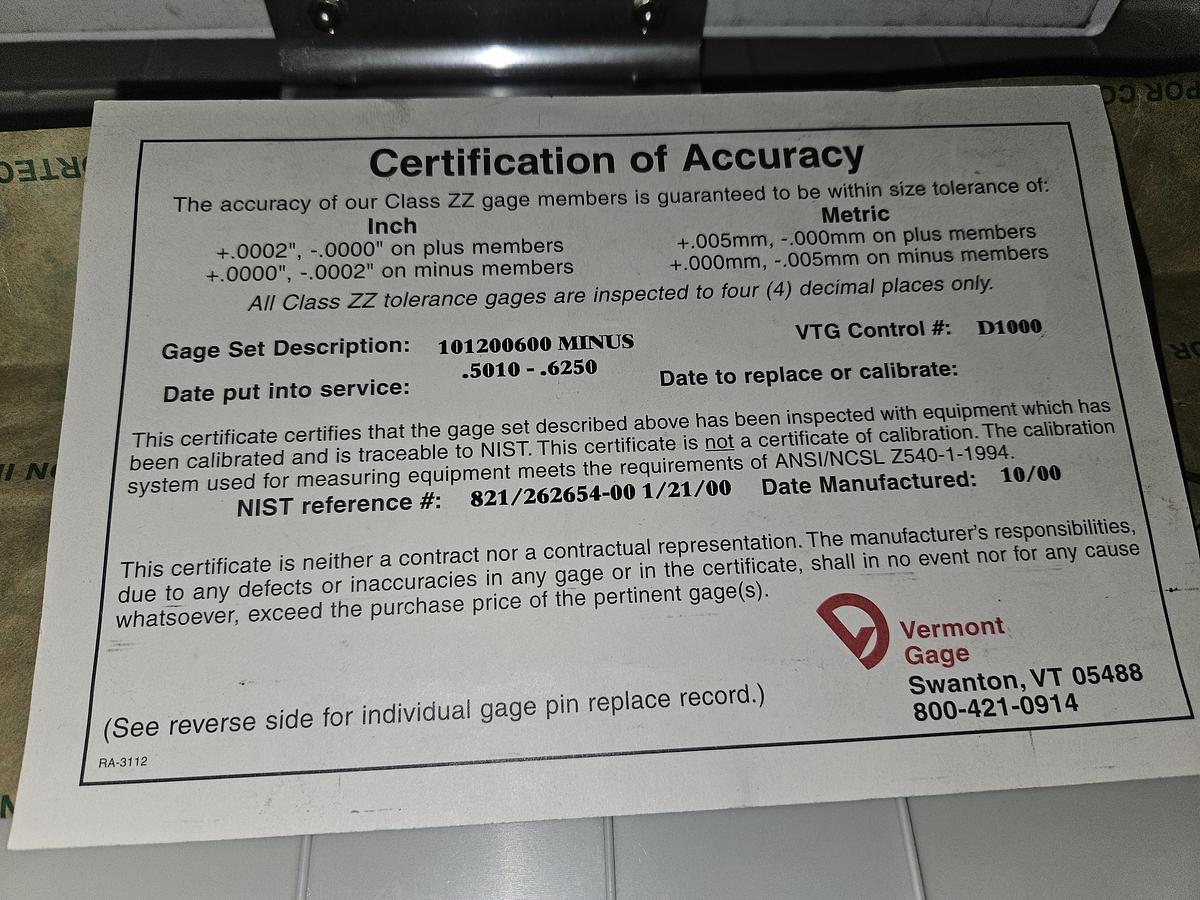 Certification of Accuracy
The accuracy of our Class ZZ gage members is guaranteed to be within size tolerance of:
Inch
+.0002", -.0000" on plus members
+.0000", -.0002" on minus members
Metric
+.005mm, -.000mm on plus members
+.000mm, -.005mm on minus members
All Class ZZ tolerance gages are inspected to four (4) decimal places only.
Gage Set Description: 101200600 MINUS
.5010 - .6250
VTG Control #: D1000
Date put into service:
Date to replace or calibrate:
This certificate certifies that the gage set described above has been inspected with equipment which has
been calibrated and is traceable to NIST. This certificate is not a certificate of calibration. The calibration
system used for measuring equipment meets the requirements of ANSI/NCSL Z540-1-1994.
NIST reference #: 821/262654-00 1/21/00 Date Manufactured: 10/00
This certificate is neither a contract nor a contractual representation. The manufacturer's responsibilities,
due to any defects or inaccuracies in any gage or in the certificate, shall in no event nor for any cause
whatsoever, exceed the purchase price of the pertinent gage(s).
Vermont
Gage
Swanton, VT 05488
800-421-0914
(See reverse side for individual gage pin replace record.)
RA-3112